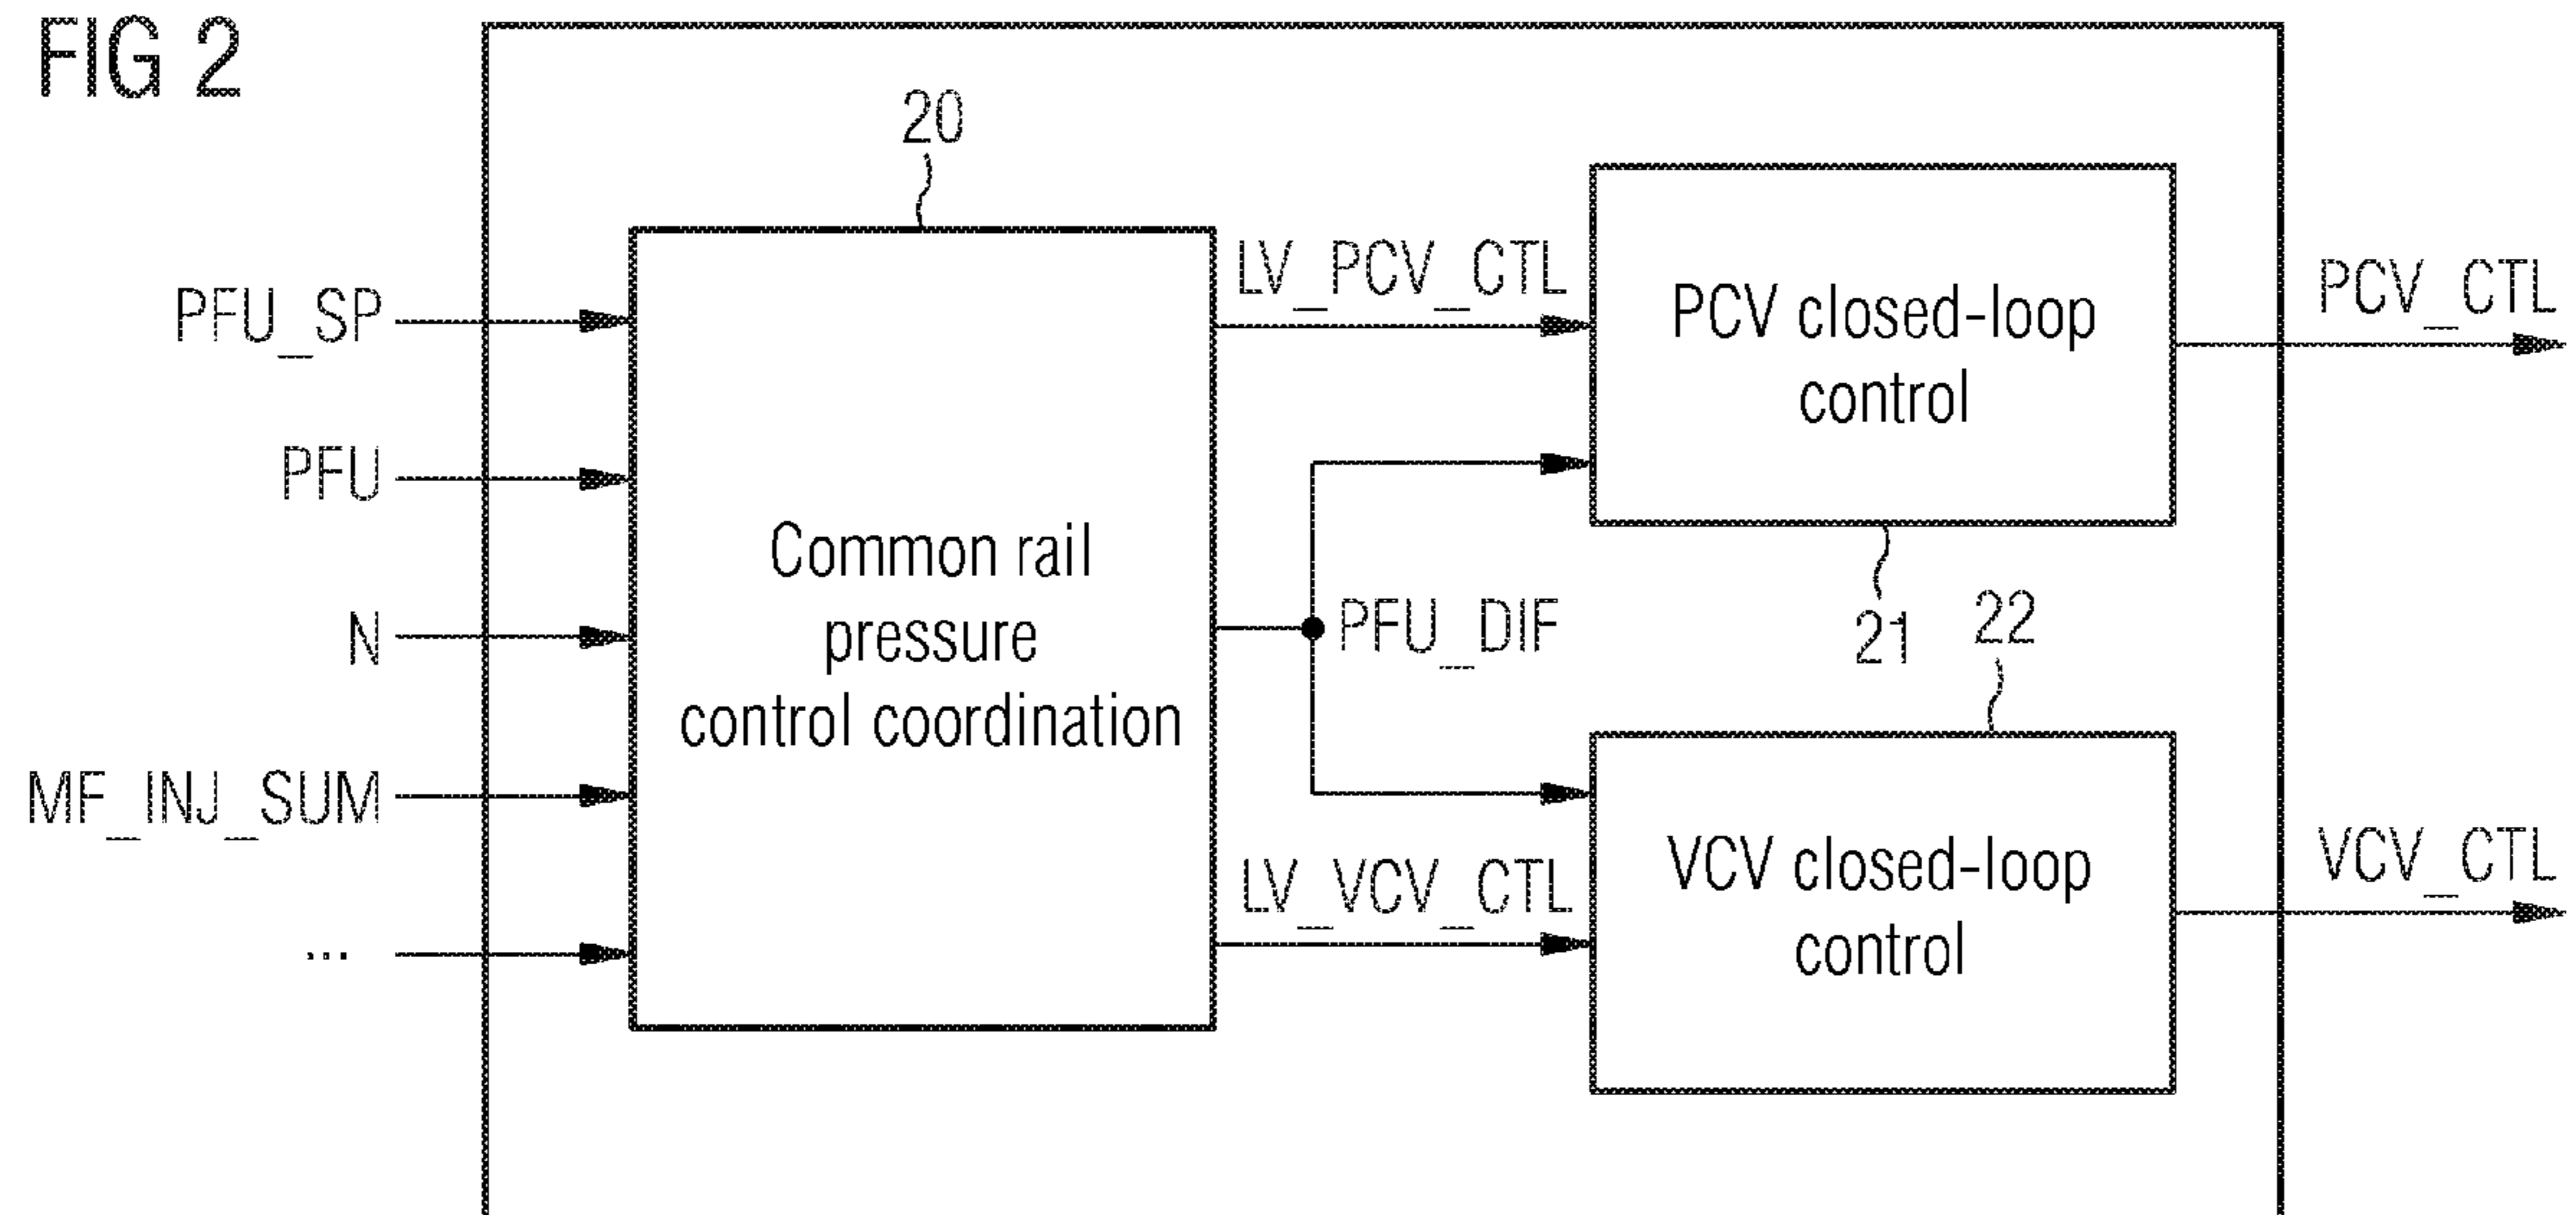 FIG 2
20
PFU_SP
PFU
N
MF_INJ_SUM
...
Common rail
pressure
control coordination
LV_PCV_CTL
PFU_DIF
LV_VCV_CTL
PCV closed-loop
control
21
22
VCV closed-loop
control
PCV_CTL
VCV_CTL